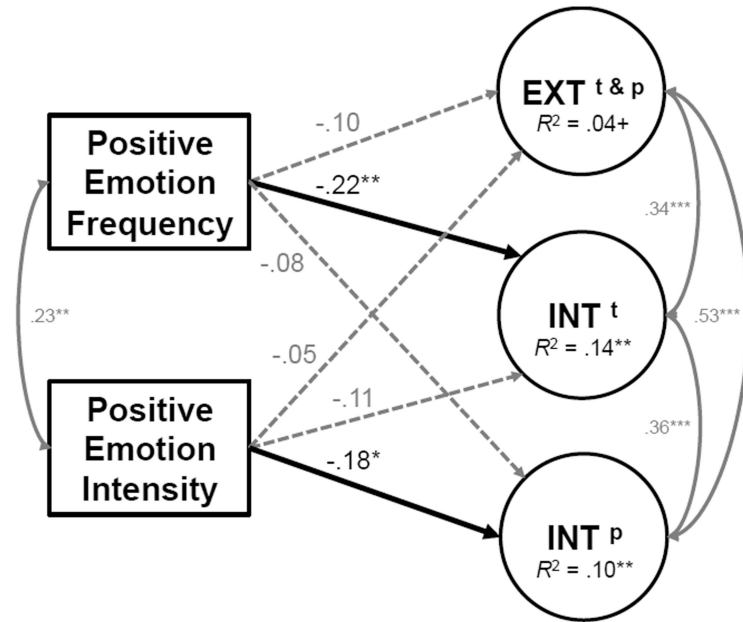 EXT t & p
R² = .04+
-.10
Positive
Emotion
Frequency
-.22**
.34***
-.08
.23**
INT t
R² = .14**
.53***
-.05
Positive
Emotion
Intensity
-.11
.36***
-.18*
INT p
R² = .10**